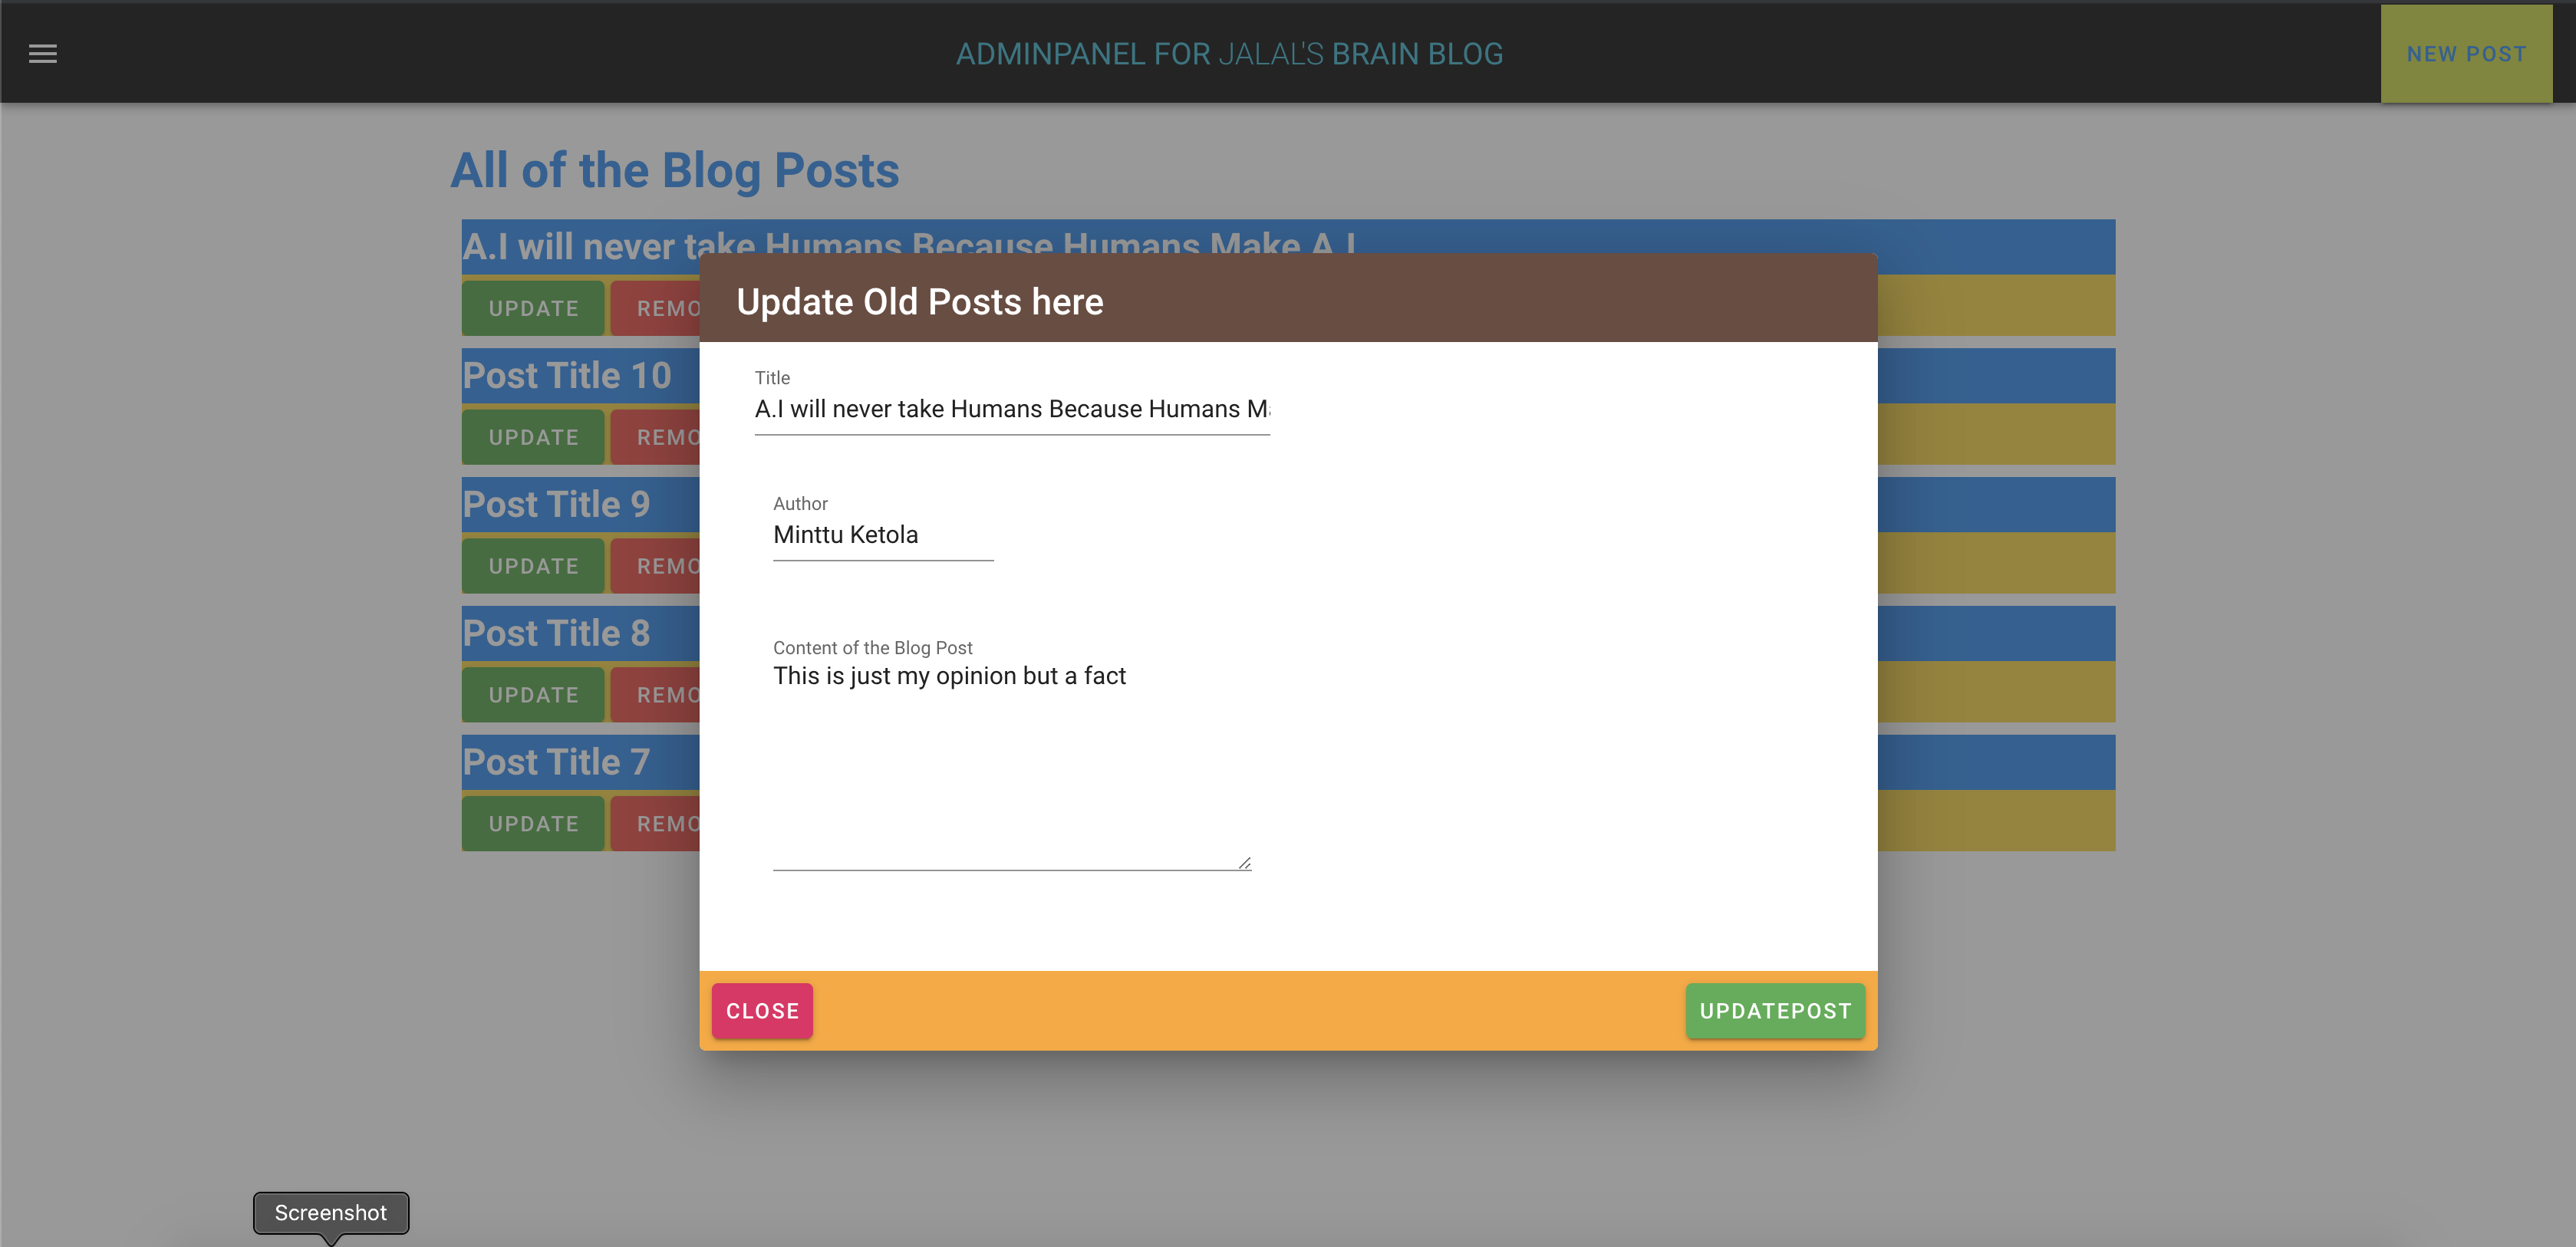 ADMINPANEL FOR JALAL'S BRAIN BLOG
NEW POST
All of the Blog Posts
A.I will never take Humans Because Humans Make A.I
UPDATE REMO
Post Title 10
UPDATE REMO
Post Title 9
UPDATE REMO
Post Title 8
UPDATE REMO
Post Title 7
UPDATE REMO
Update Old Posts here
Title
A.I will never take Humans Because Humans Ma
Author
Minttu Ketola
Content of the Blog Post
This is just my opinion but a fact
CLOSE
UPDATEPOST
Screenshot